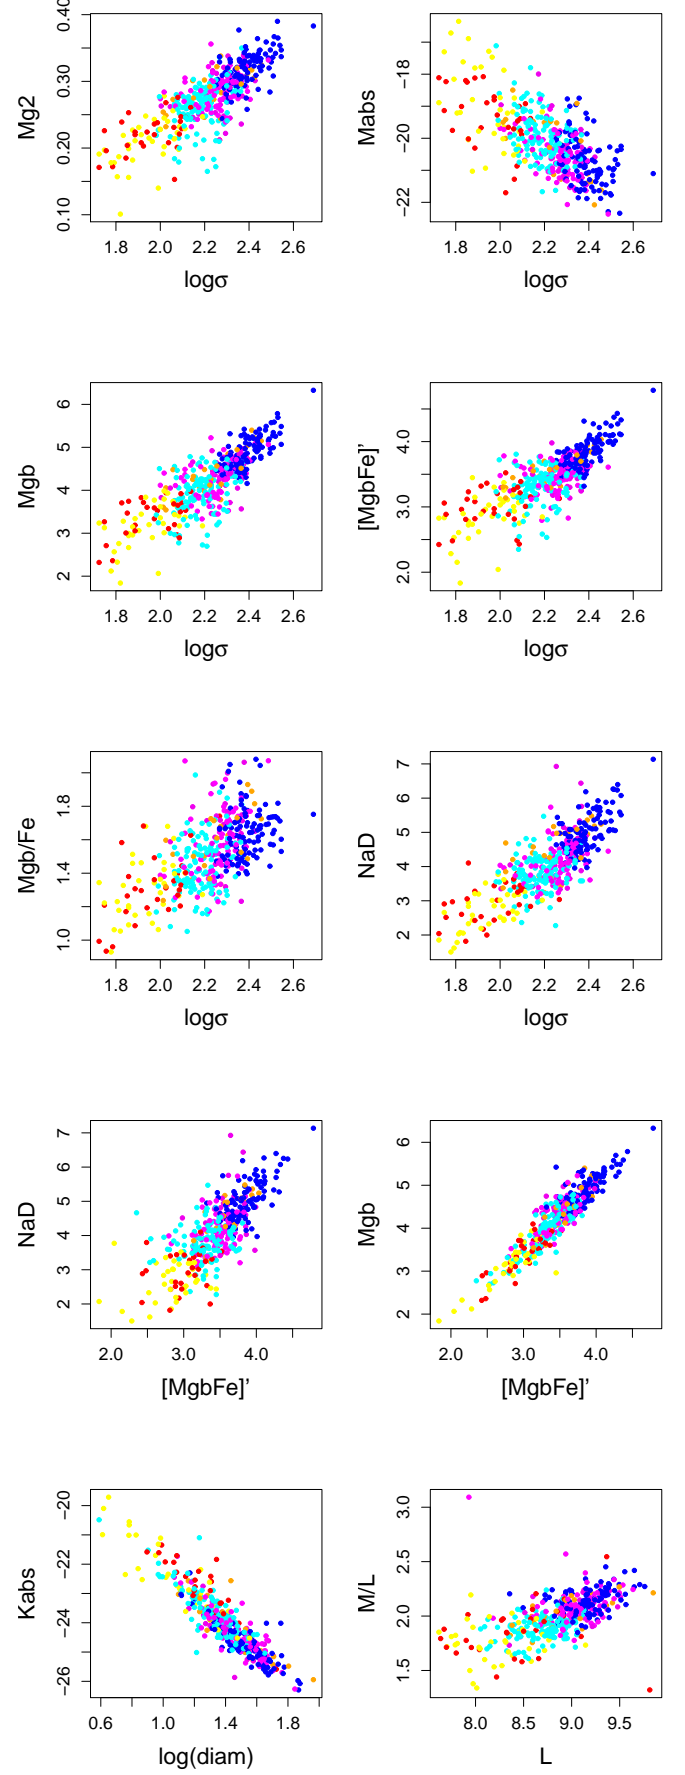 0.10 0.20 0.30 0.40
Mg2
1.8 2.0 2.2 2.4 2.6
logσ
−22 −20 −18
Mabs
1.8 2.0 2.2 2.4 2.6
logσ
2 3 4 5 6
Mgb
1.8 2.0 2.2 2.4 2.6
logσ
2.0 3.0 4.0
[MgbFe]’
1.8 2.0 2.2 2.4 2.6
logσ
1.0 1.4 1.8
Mgb/Fe
1.8 2.0 2.2 2.4 2.6
logσ
2 3 4 5 6 7
NaD
1.8 2.0 2.2 2.4 2.6
logσ
2 3 4 5 6 7
NaD
2.0 3.0 4.0
[MgbFe]’
2 3 4 5 6
Mgb
2.0 3.0 4.0
[MgbFe]’
−26 −24 −22 −20
Kabs
0.6 1.0 1.4 1.8
log(diam)
1.5 2.0 2.5 3.0
M/L
8.0 8.5 9.0 9.5
L